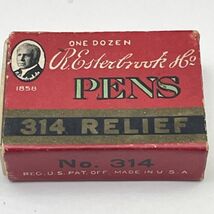 ONE DOZEN
R. Esterbrook & Co
1858
PENS
314 RELIEF
No. 314
REG. U.S. PAT. OFF. MADE IN U.S.A